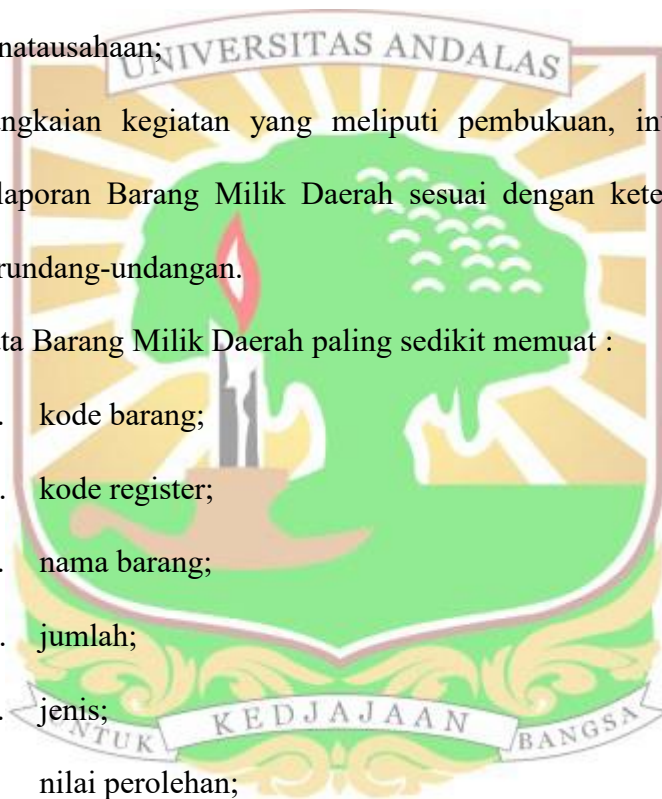 natausahaan;
UNIVERSITAS ANDALAS
ngkaian kegiatan yang meliputi pembukuan, in
laporan Barang Milik Daerah sesuai dengan kete
rundang-undangan.
ta Barang Milik Daerah paling sedikit memuat :
. kode barang;
. kode register;
. nama barang;
. jumlah;
. jenis;
UNTUK KEDJAJAAN BANGSA
nilai perolehan;